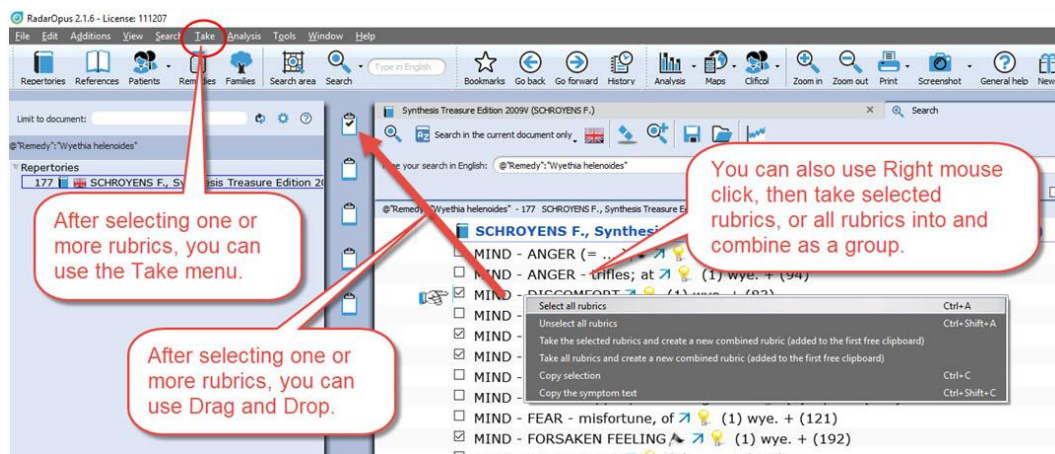 RadarOpus 2.1.6 - License: 111207
File Edit Additions View Search Take Analysis Tools Window Help
Repertories References Patients Remedies Families Search area Search Type in English Bookmarks Go back Go forward History Analysis Maps Clificol Zoom in Zoom out Print Screenshot General help New
Limit to document:
Synthesis Treasure Edition 2009V (SCHROYENS F.) Search
Search in the current document only
@"Remedy":"Wyethia helenoides"
your search in English: @"Remedy":"Wyethia helenoides"
Repertories
177 SCHROYENS F., Synthesis Treasure Edition
@"Remedy":"Wyethia helenoides" - 177 SCHROYENS F., Synthesis Treasure
You can also use Right mouse
click, then take selected
rubrics, or all rubrics into and
combine as a group.
After selecting one or
more rubrics, you can
use the Take menu.
SCHROYENS F.,
MIND - ANGER (= ...)
MIND - ANGER - trifles; at (1) wye. + (94)
MIND - DISCOMFORT (1) wye. + (82)
Select all rubrics Ctrl+A
MIND -
Unselect all rubrics Ctrl+Shift+A
MIND -
Take the selected rubrics and create a new combined rubric (added to the first free clipboard)
MIND -
Take all rubrics and create a new combined rubric (added to the first free clipboard)
MIND -
Copy selection Ctrl+C
MIND -
Copy the symptom text Ctrl+Shift+C
After selecting one or
more rubrics, you can
use Drag and Drop.
MIND - FEAR - misfortune, of (1) wye. + (121)
MIND - FORSAKEN FEELING (1) wye. + (192)